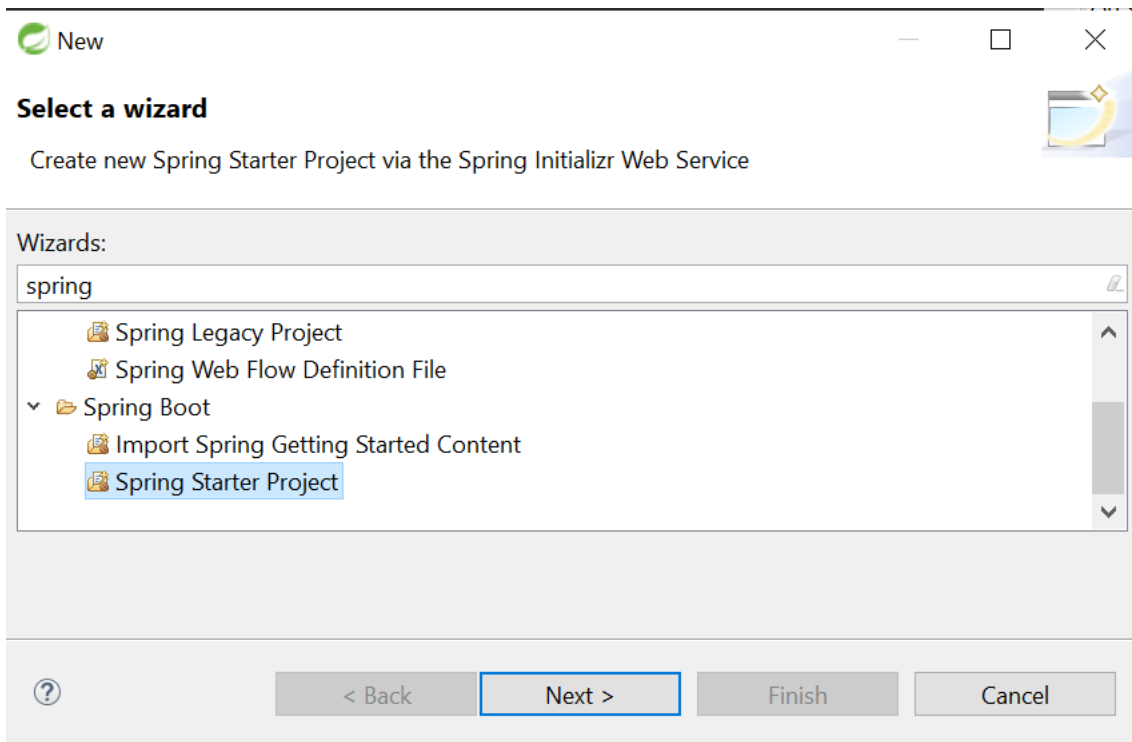 New
Select a wizard
Create new Spring Starter Project via the Spring Initializr Web Service
Wizards:
spring
Spring Legacy Project
Spring Web Flow Definition File
Spring Boot
Import Spring Getting Started Content
Spring Starter Project
? < Back Next > Finish Cancel